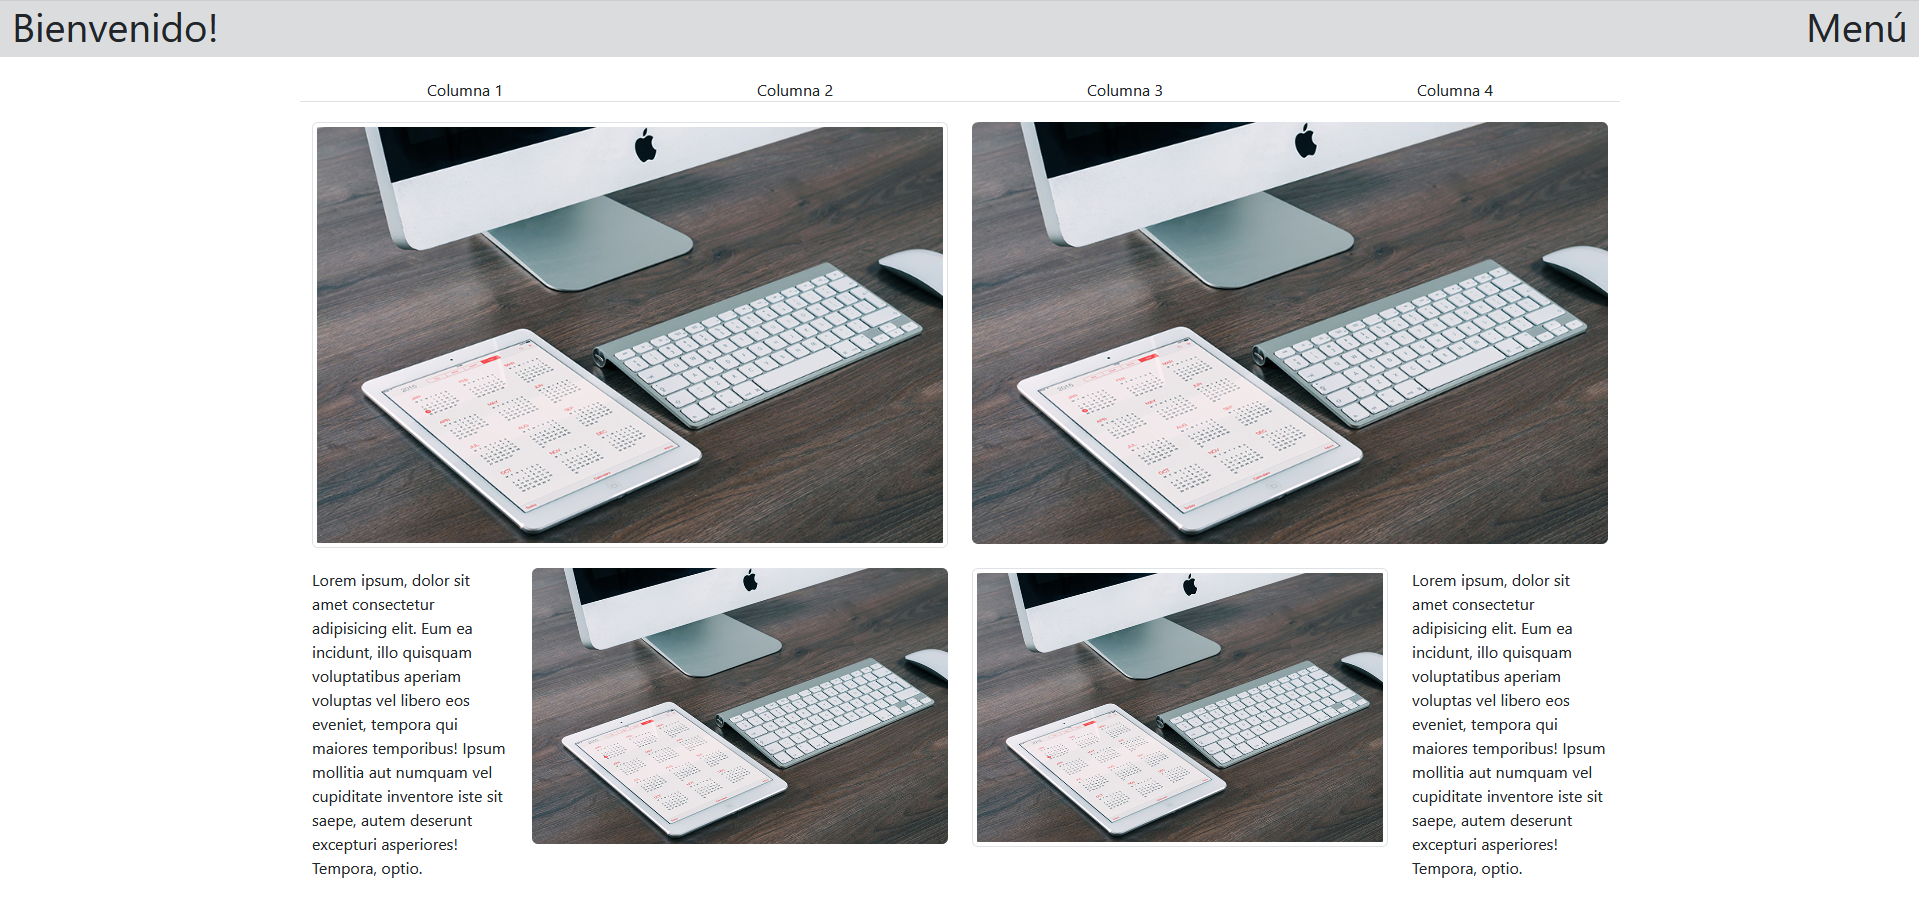 Bienvenido!
Menú
Columna 1
Columna 2
Columna 3
Columna 4
2010
Lorem ipsum, dolor sit
amet consectetur
adipisicing elit. Eum ea
incidunt, illo quisquam
voluptatibus aperiam
voluptas vel libero eos
eveniet, tempora qui
maiores temporibus! Ipsum
mollitia aut numquam vel
cupiditate inventore iste sit
saepe, autem deserunt
excepturi asperiores!
Tempora, optio.
Lorem ipsum, dolor sit
amet consectetur
adipisicing elit. Eum ea
incidunt, illo quisquam
voluptatibus aperiam
voluptas vel libero eos
eveniet, tempora qui
maiores temporibus! Ipsum
mollitia aut numquam vel
cupiditate inventore iste sit
saepe, autem deserunt
excepturi asperiores!
Tempora, optio.